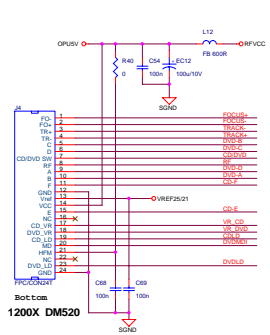 L12
OPU5V
RFVCC
FB 600R
R40
0
C54
100n
EC12
100u/10V
SGND
J4
FO- 1 FOCUS+
FO+ 2 FOCUS-
TR+ 3 TRACK-
TR- 4 TRACK+
C 5 DVD-B
D 6 DVD-C
CD/DVD SW 7 CD/DVD
RF 8 RF
A 9 DVD-D
B 10 DVD-A
F 11 CD-F
GND 12
Vref 13
VREF25/21
VCC 14
E 15 CD-E
NC 16
CD_VR 17 VR_CD
DVD_VR 18 VR_DVD
CD_LD 19 CDLD
MD 20 DVDMDI
HFM 21
NC 22
DVD_LD 23 DVDLD
GND 24
FPC/CON24T
C68
100n
C69
100n
Bottom
1200X DM520
SGND